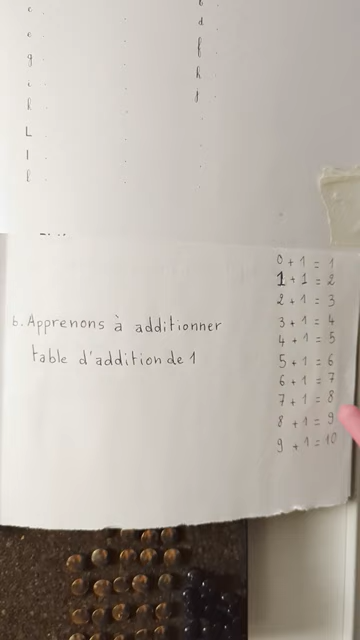 c
e
g
i
k
L
l
l
b
d
f
h
j
b. Apprenons à additionner
table d'addition de 1
0 + 1 = 1
1 + 1 = 2
2 + 1 = 3
3 + 1 = 4
4 + 1 = 5
5 + 1 = 6
6 + 1 = 7
7 + 1 = 8
8 + 1 = 9
9 + 1 = 10